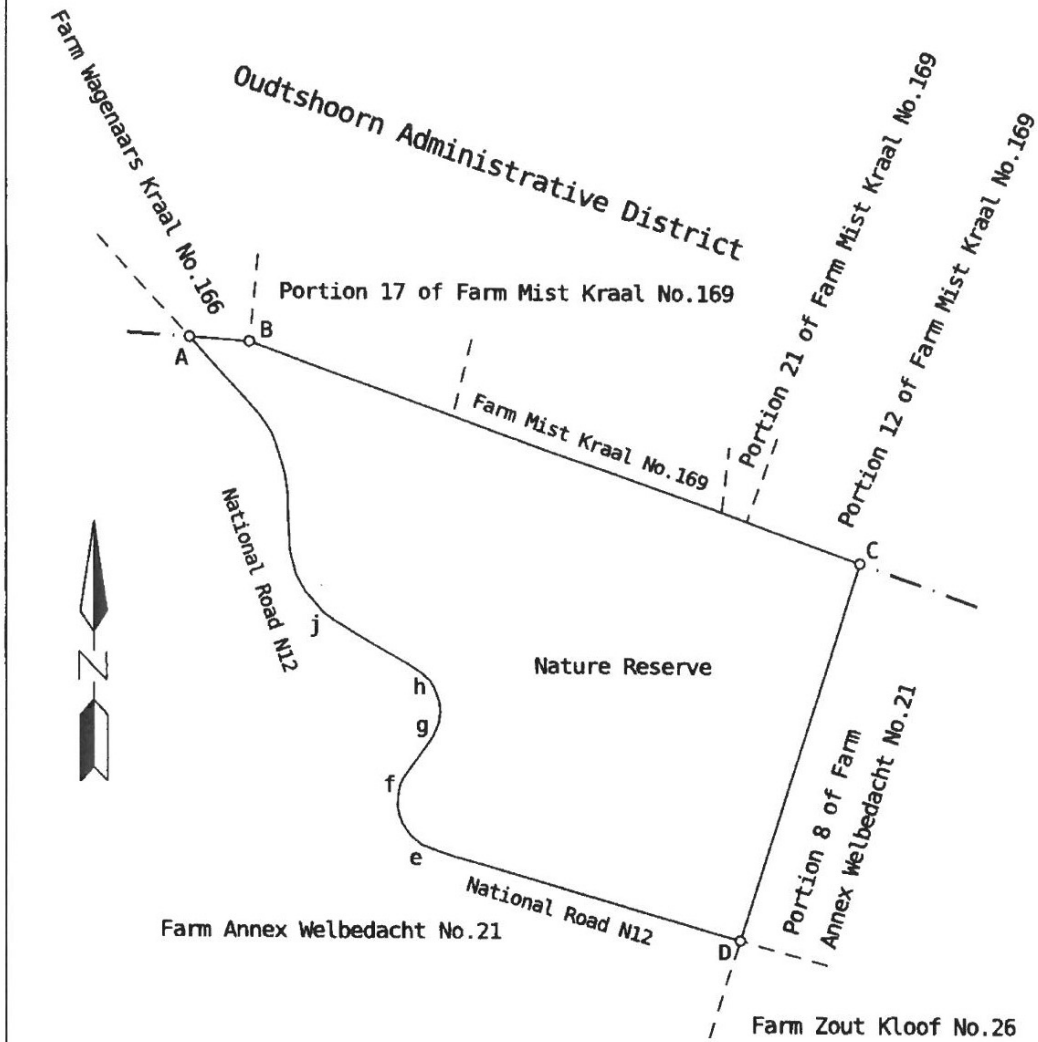 Farm Wagenaars Kraal No.166
Oudtshoorn Administrative District
Portion 21 of Farm Mist Kraal No.169
Portion 12 of Farm Mist Kraal No.169
Portion 17 of Farm Mist Kraal No.169
A
B
Farm Mist Kraal No.169
C
National Road N12
j
N
Nature Reserve
h
g
f
e
Portion 8 of Farm
Annex Welbedacht No.21
National Road N12
Farm Annex Welbedacht No.21
D
Farm Zout Kloof No.26